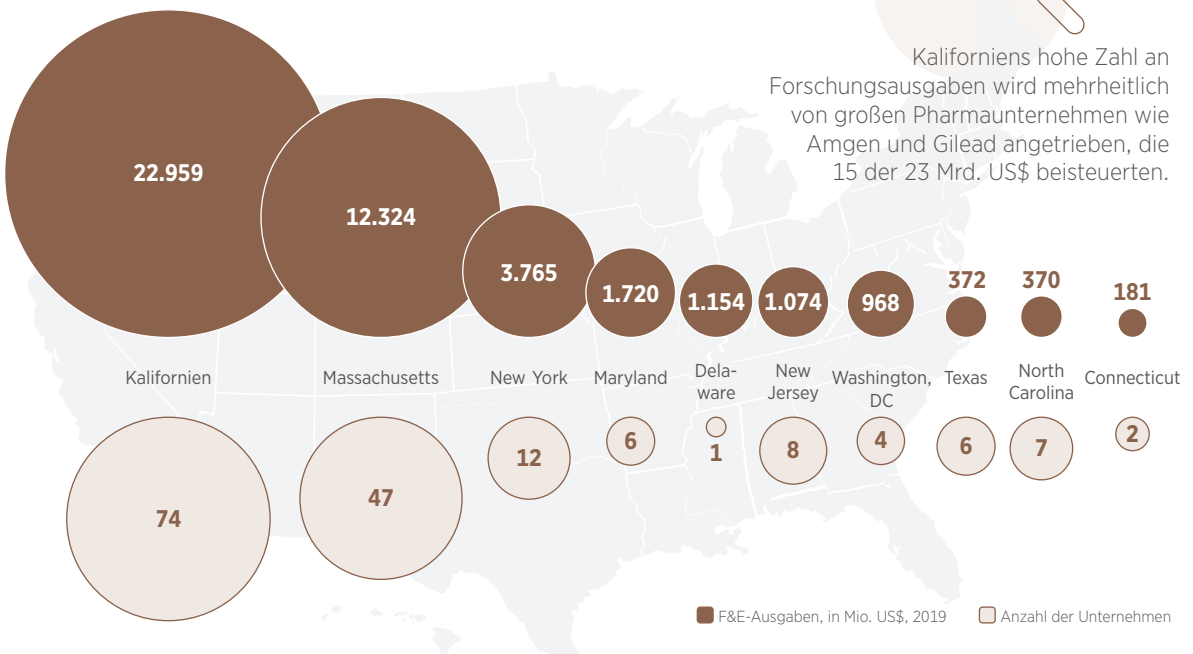 Kaliforniens hohe Zahl an
Forschungsausgaben wird mehrheitlich
von großen Pharmaunternehmen wie
Amgen und Gilead angetrieben, die
15 der 23 Mrd. US$ beisteuerten.
22.959
12.324
3.765
1.720
1.154
1.074
968
372
370
181
Kalifornien
Massachusetts
New York
Maryland
Dela-
ware
New
Jersey
Washington,
DC
Texas
North
Carolina
Connecticut
74
47
12
6
1
8
4
6
7
2
F&E-Ausgaben, in Mio. US$, 2019
Anzahl der Unternehmen